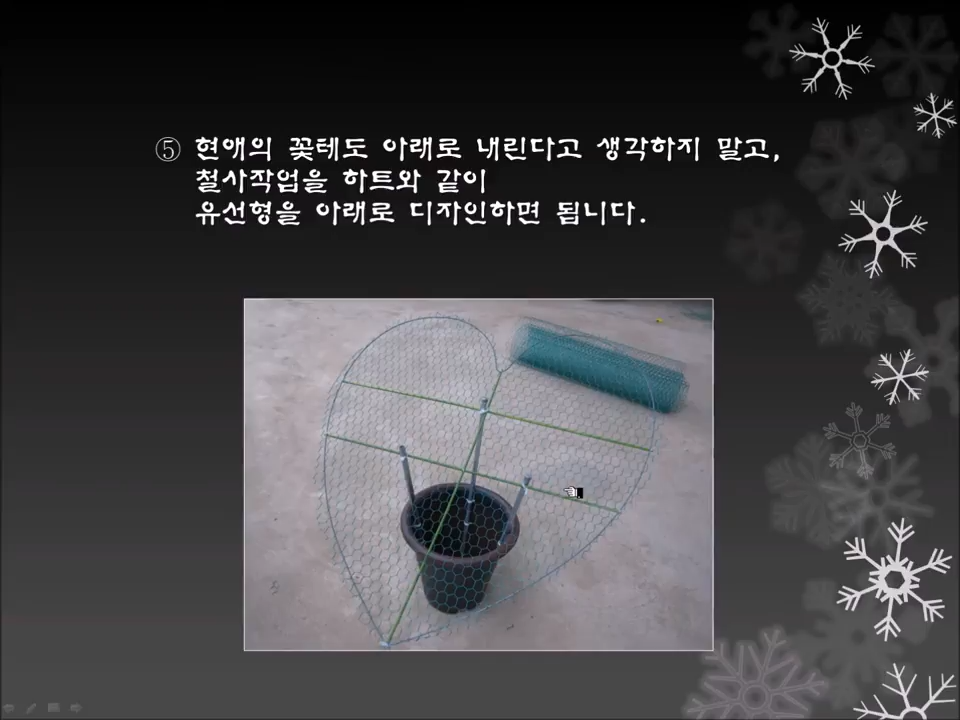 ⑤ 현애의 꽃테도 아래로 내린다고 생각하지 말고,
철사작업을 하트와 같이
유선형을 아래로 디자인하면 됩니다.